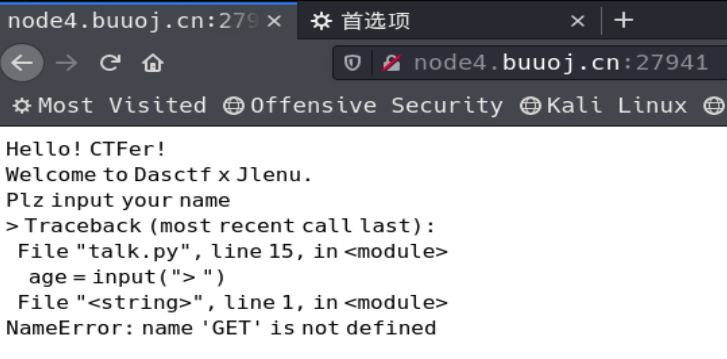 node4.buuoj.cn:279 × 首选项 × +
node4.buuoj.cn:27941
Most Visited Offensive Security Kali Linux
Hello! CTFer!
Welcome to Dasctf x Jlenu.
Plz input your name
> Traceback (most recent call last):
File "talk.py", line 15, in <module>
age = input("> ")
File "<string>", line 1, in <module>
NameError: name 'GET' is not defined